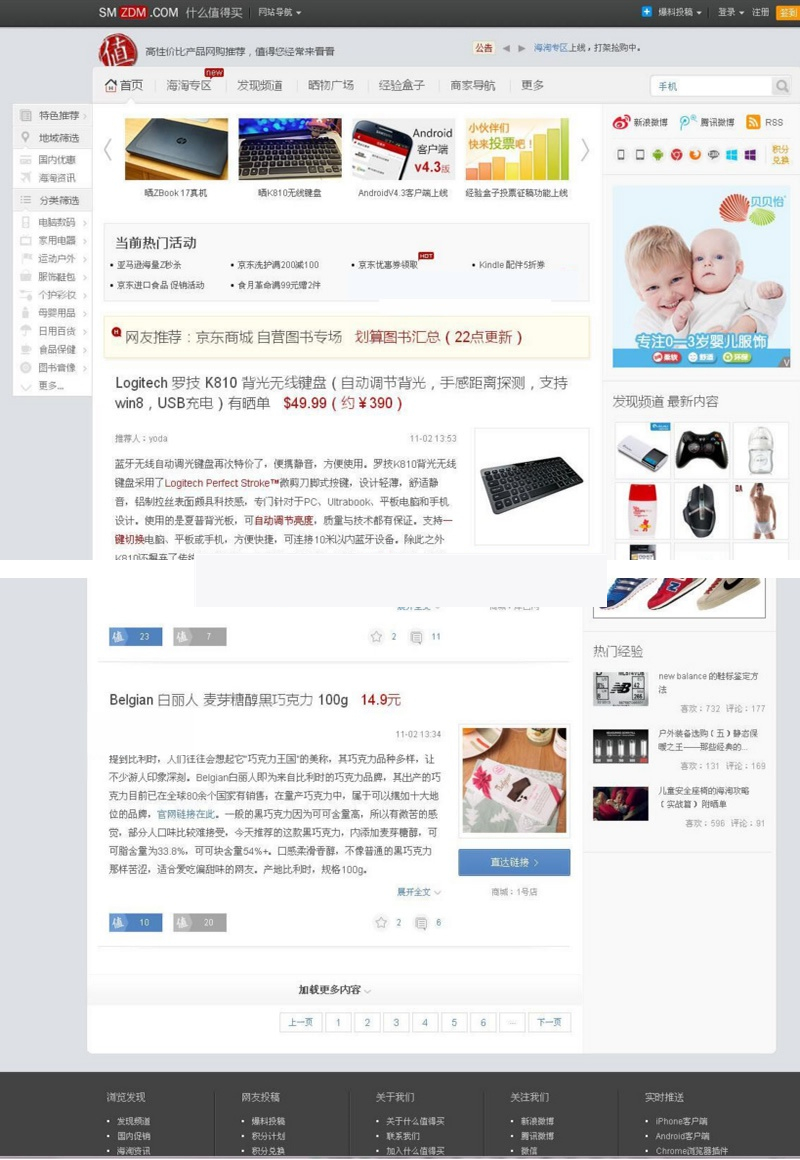 SMZDM.COM 什么值得买 网站导航
爆料投稿 登录 注册 签到
值 高性价比产品网购推荐，值得您经常来看看
公告 海淘专区上线，打架抢购中。
首页 海淘专区 new 发现频道 晒物广场 经验盒子 商家导航 更多
手机
特色推荐
地域筛选
国内优惠
海淘资讯
分类筛选
电脑数码
家用电器
运动户外
服饰鞋包
个护彩妆
母婴用品
日用百货
食品保健
图书音像
更多...
Android
客户端
v4.3版
小伙伴们
快来投票吧！
晒ZBook 17真机
晒K810无线键盘
AndroidV4.3客户端上线
经验盒子投票征稿功能上线
新浪微博 腾讯微博 RSS
积分
兑换
贝贝怡
专注0—3岁婴儿服饰
柔软 舒适 环保
当前热门活动
亚马逊海量Z秒杀
京东洗护满200减100
京东优惠券领取 HOT
Kindle 配件5折券
京东进口食品 促销活动
食月革命满99元赠2件
网友推荐：京东商城 自营图书专场 划算图书汇总（22点更新）
Logitech 罗技 K810 背光无线键盘（自动调节背光，手感距离探测，支持
win8，USB充电）有晒单 $49.99（约￥390）
推荐人：yoda 11-02 13:53
蓝牙无线自动调光键盘再次特价了，便携静音，方便使用。罗技K810背光无线
键盘采用了Logitech Perfect Stroke™微剪刀脚式按键，设计轻薄，舒适静
音，铝制拉丝表面颇具科技感，专门针对于PC、Ultrabook、平板电脑和手机
设计。使用的是夏普背光板，可自动调节亮度，质量与技术都有保证。支持一
键切换电脑、平板或手机，方便快捷，可连接10米以内蓝牙设备。除此之外
发现频道 最新内容
值 23 值 7 2 11
Belgian 白丽人 麦芽糖醇黑巧克力 100g 14.9元
11-02 13:34
提到比利时，人们往往会想起它“巧克力王国”的美称，其巧克力品种多样，让
不少游人印象深刻。Belgian白丽人即为来自比利时的巧克力品牌，其出产的巧
克力目前已在全球80余个国家有销售；在量产巧克力中，属于可以横如十大地
位的品牌，官网链接在此。一般的黑巧克力因为可可含量高，所以有微苦的感
觉，部分人口味比较难接受，今天推荐的这款黑巧克力，内添加麦芽糖醇，可
可脂含量为33.8%，可可块含量54%+。口感柔滑香醇，不像普通的黑巧克力
那样苦涩，适合爱吃偏甜味的网友。产地比利时，规格100g。
直达链接
展开全文
商城：1号店
值 10 值 20 2 6
热门经验
new balance 的鞋标鉴定方
法
喜欢：732 评论：177
户外装备选购（五）静态保
暖之王——那些经典的...
喜欢：131 评论：169
儿童安全座椅的海淘攻略
（实战篇）附晒单
喜欢：596 评论：91
加载更多内容
上一页 1 2 3 4 5 6 ... 下一页
浏览发现
发现频道
国内促销
海淘资讯
网友投稿
爆料投稿
积分计划
积分兑换
关于我们
关于什么值得买
联系我们
加入什么值得买
关注我们
新浪微博
腾讯微博
微信
实时推送
iPhone客户端
Android客户端
Chrome浏览器插件